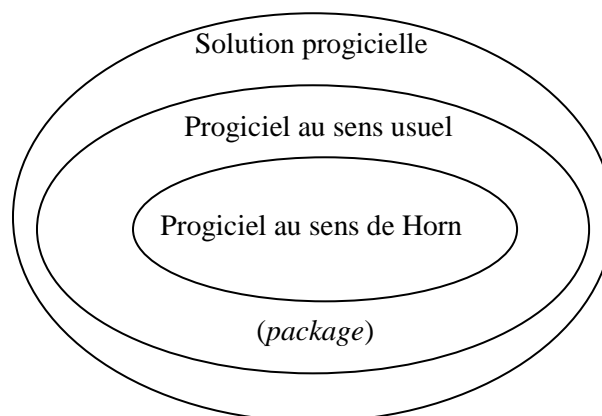 Solution progicielle
Progiciel au sens usuel
Progiciel au sens de Horn
(package)